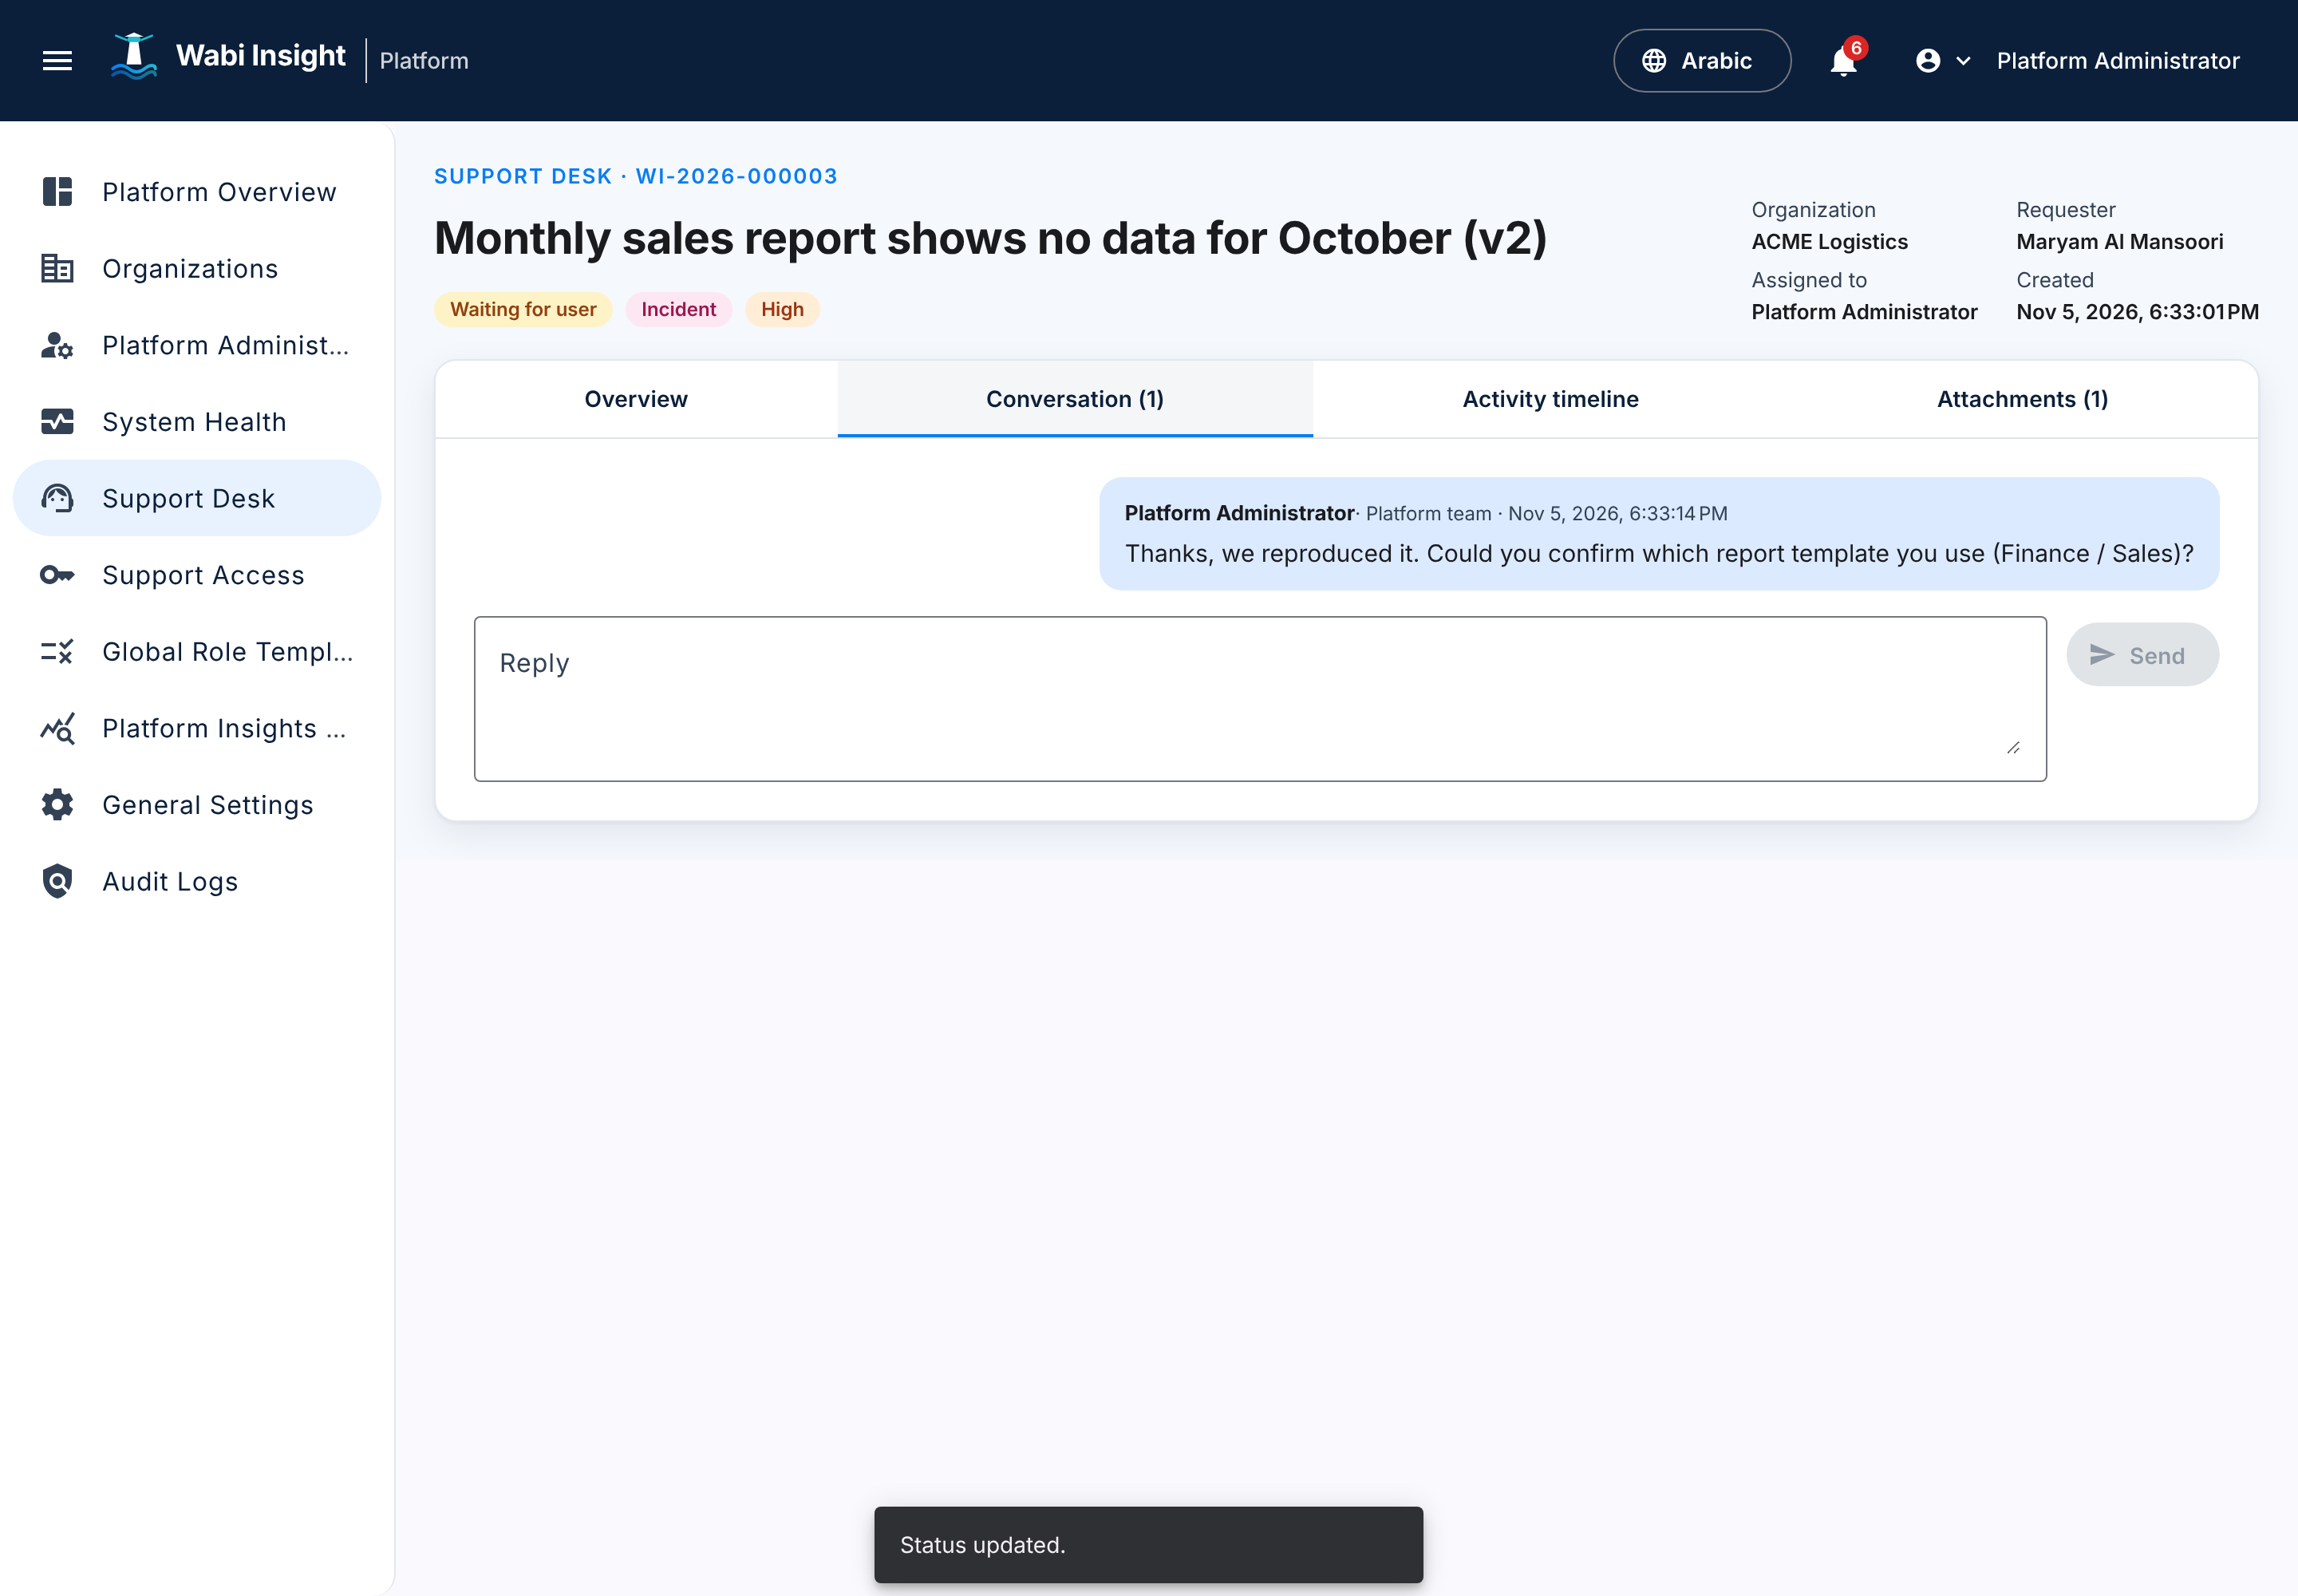 Wabi Insight Platform
Arabic
6
Platform Administrator
Platform Overview
Organizations
Platform Administ...
System Health
Support Desk
Support Access
Global Role Templ...
Platform Insights ...
General Settings
Audit Logs
SUPPORT DESK · WI-2026-000003
Monthly sales report shows no data for October (v2)
Waiting for user
Incident
High
Organization
ACME Logistics
Requester
Maryam Al Mansoori
Assigned to
Platform Administrator
Created
Nov 5, 2026, 6:33:01 PM
Overview
Conversation (1)
Activity timeline
Attachments (1)
Platform Administrator · Platform team · Nov 5, 2026, 6:33:14 PM
Thanks, we reproduced it. Could you confirm which report template you use (Finance / Sales)?
Reply
Send
Status updated.